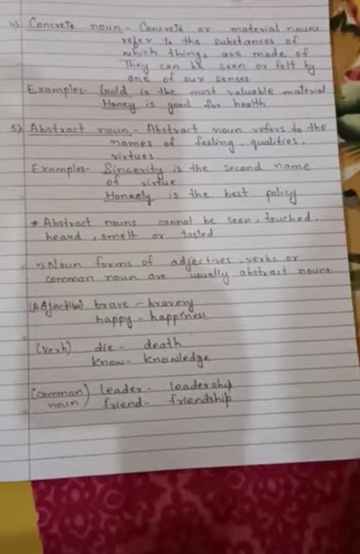 4) Concrete noun - Concrete or material nouns
refer to the substances of
which things are made of
They can be seen or felt by
one of our senses
Examples - Gold is the most valuable material
Honey is good for health
5) Abstract noun - Abstract noun refers to the
names of feeling, qualities,
virtues
Examples - Sincerity is the second name
of virtue
Honesty is the best policy
* Abstract nouns cannot be seen, touched,
heard, smelt or tasted
Noun forms of adjectives, verbs or
common noun are usually abstract nouns
(Adjective) brave - bravery
happy - happiness
(verb) die - death
know - knowledge
(common noun) leader - leadership
friend - friendship